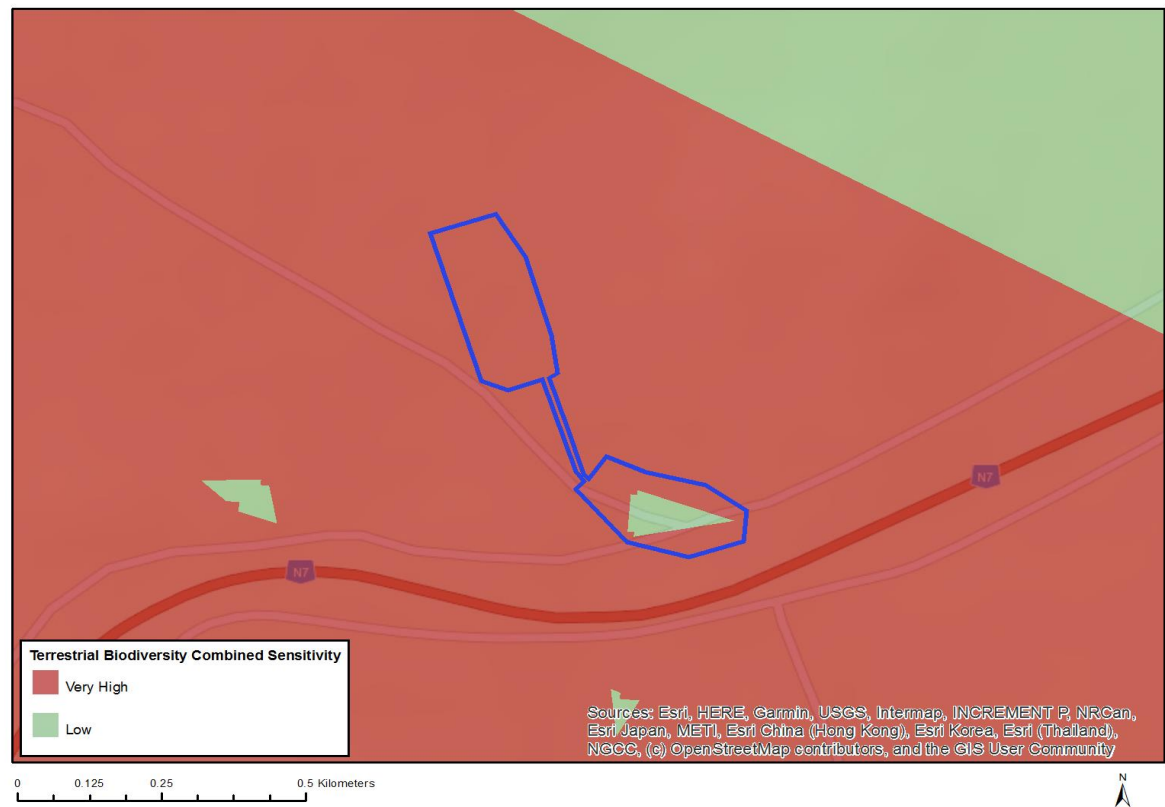 N7
N7
Terrestrial Biodiversity Combined Sensitivity
Very High
Low
Sources: Esri, HERE, Garmin, USGS, Intermap, INCREMENT P, NRCan,
Esri Japan, METI, Esri China (Hong Kong), Esri Korea, Esri (Thailand),
NGCC, (c) OpenStreetMap contributors, and the GIS User Community
0 0.125 0.25 0.5 Kilometers
N